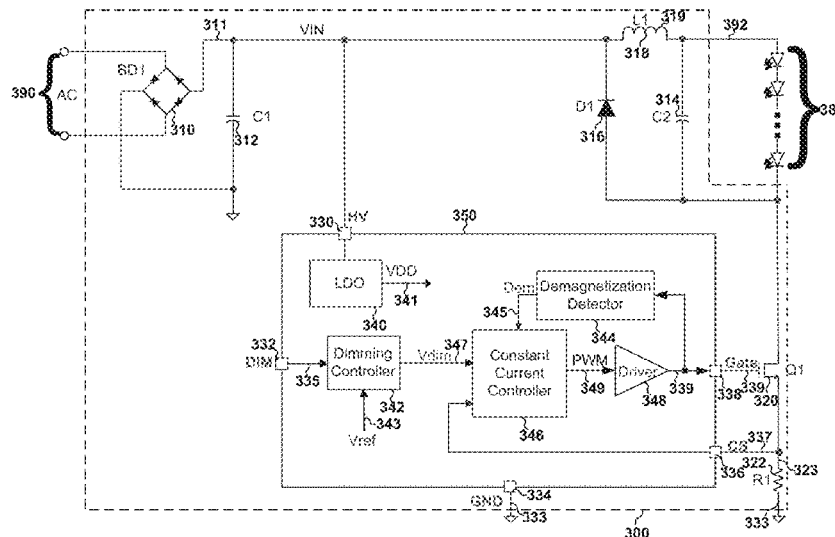 311
VIN
L1
319
318
392
390
AC
BD1
310
312
C1
D1
316
314
C2
38
330
HV
350
LDO
VDD
341
340
Dem
345
Demagnetization
Detector
344
332
DIM
335
Dimming
Controller
342
Vdim
347
343
Vref
Constant
Current
Controller
346
PWM
349
Driver
348
339
Gate
339
338
Q1
320
CS
337
336
322
323
R1
333
334
GND
333
300